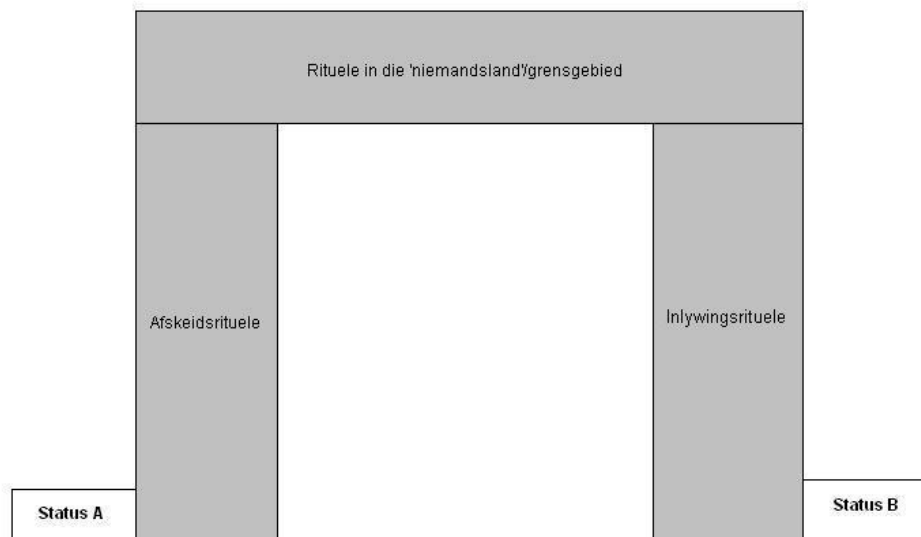 Rituele in die 'niemandsland'/grensgebied
Afskeidsrituele
Inlywingsrituele
Status A
Status B